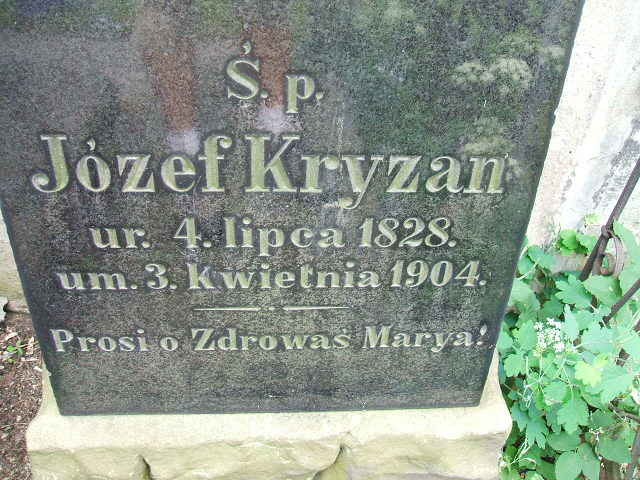 Ś. p.
Józef Kryzan
ur. 4. lipca 1828.
um. 3. Kwietnia 1904.
Prosi o Zdrowaś Marya!